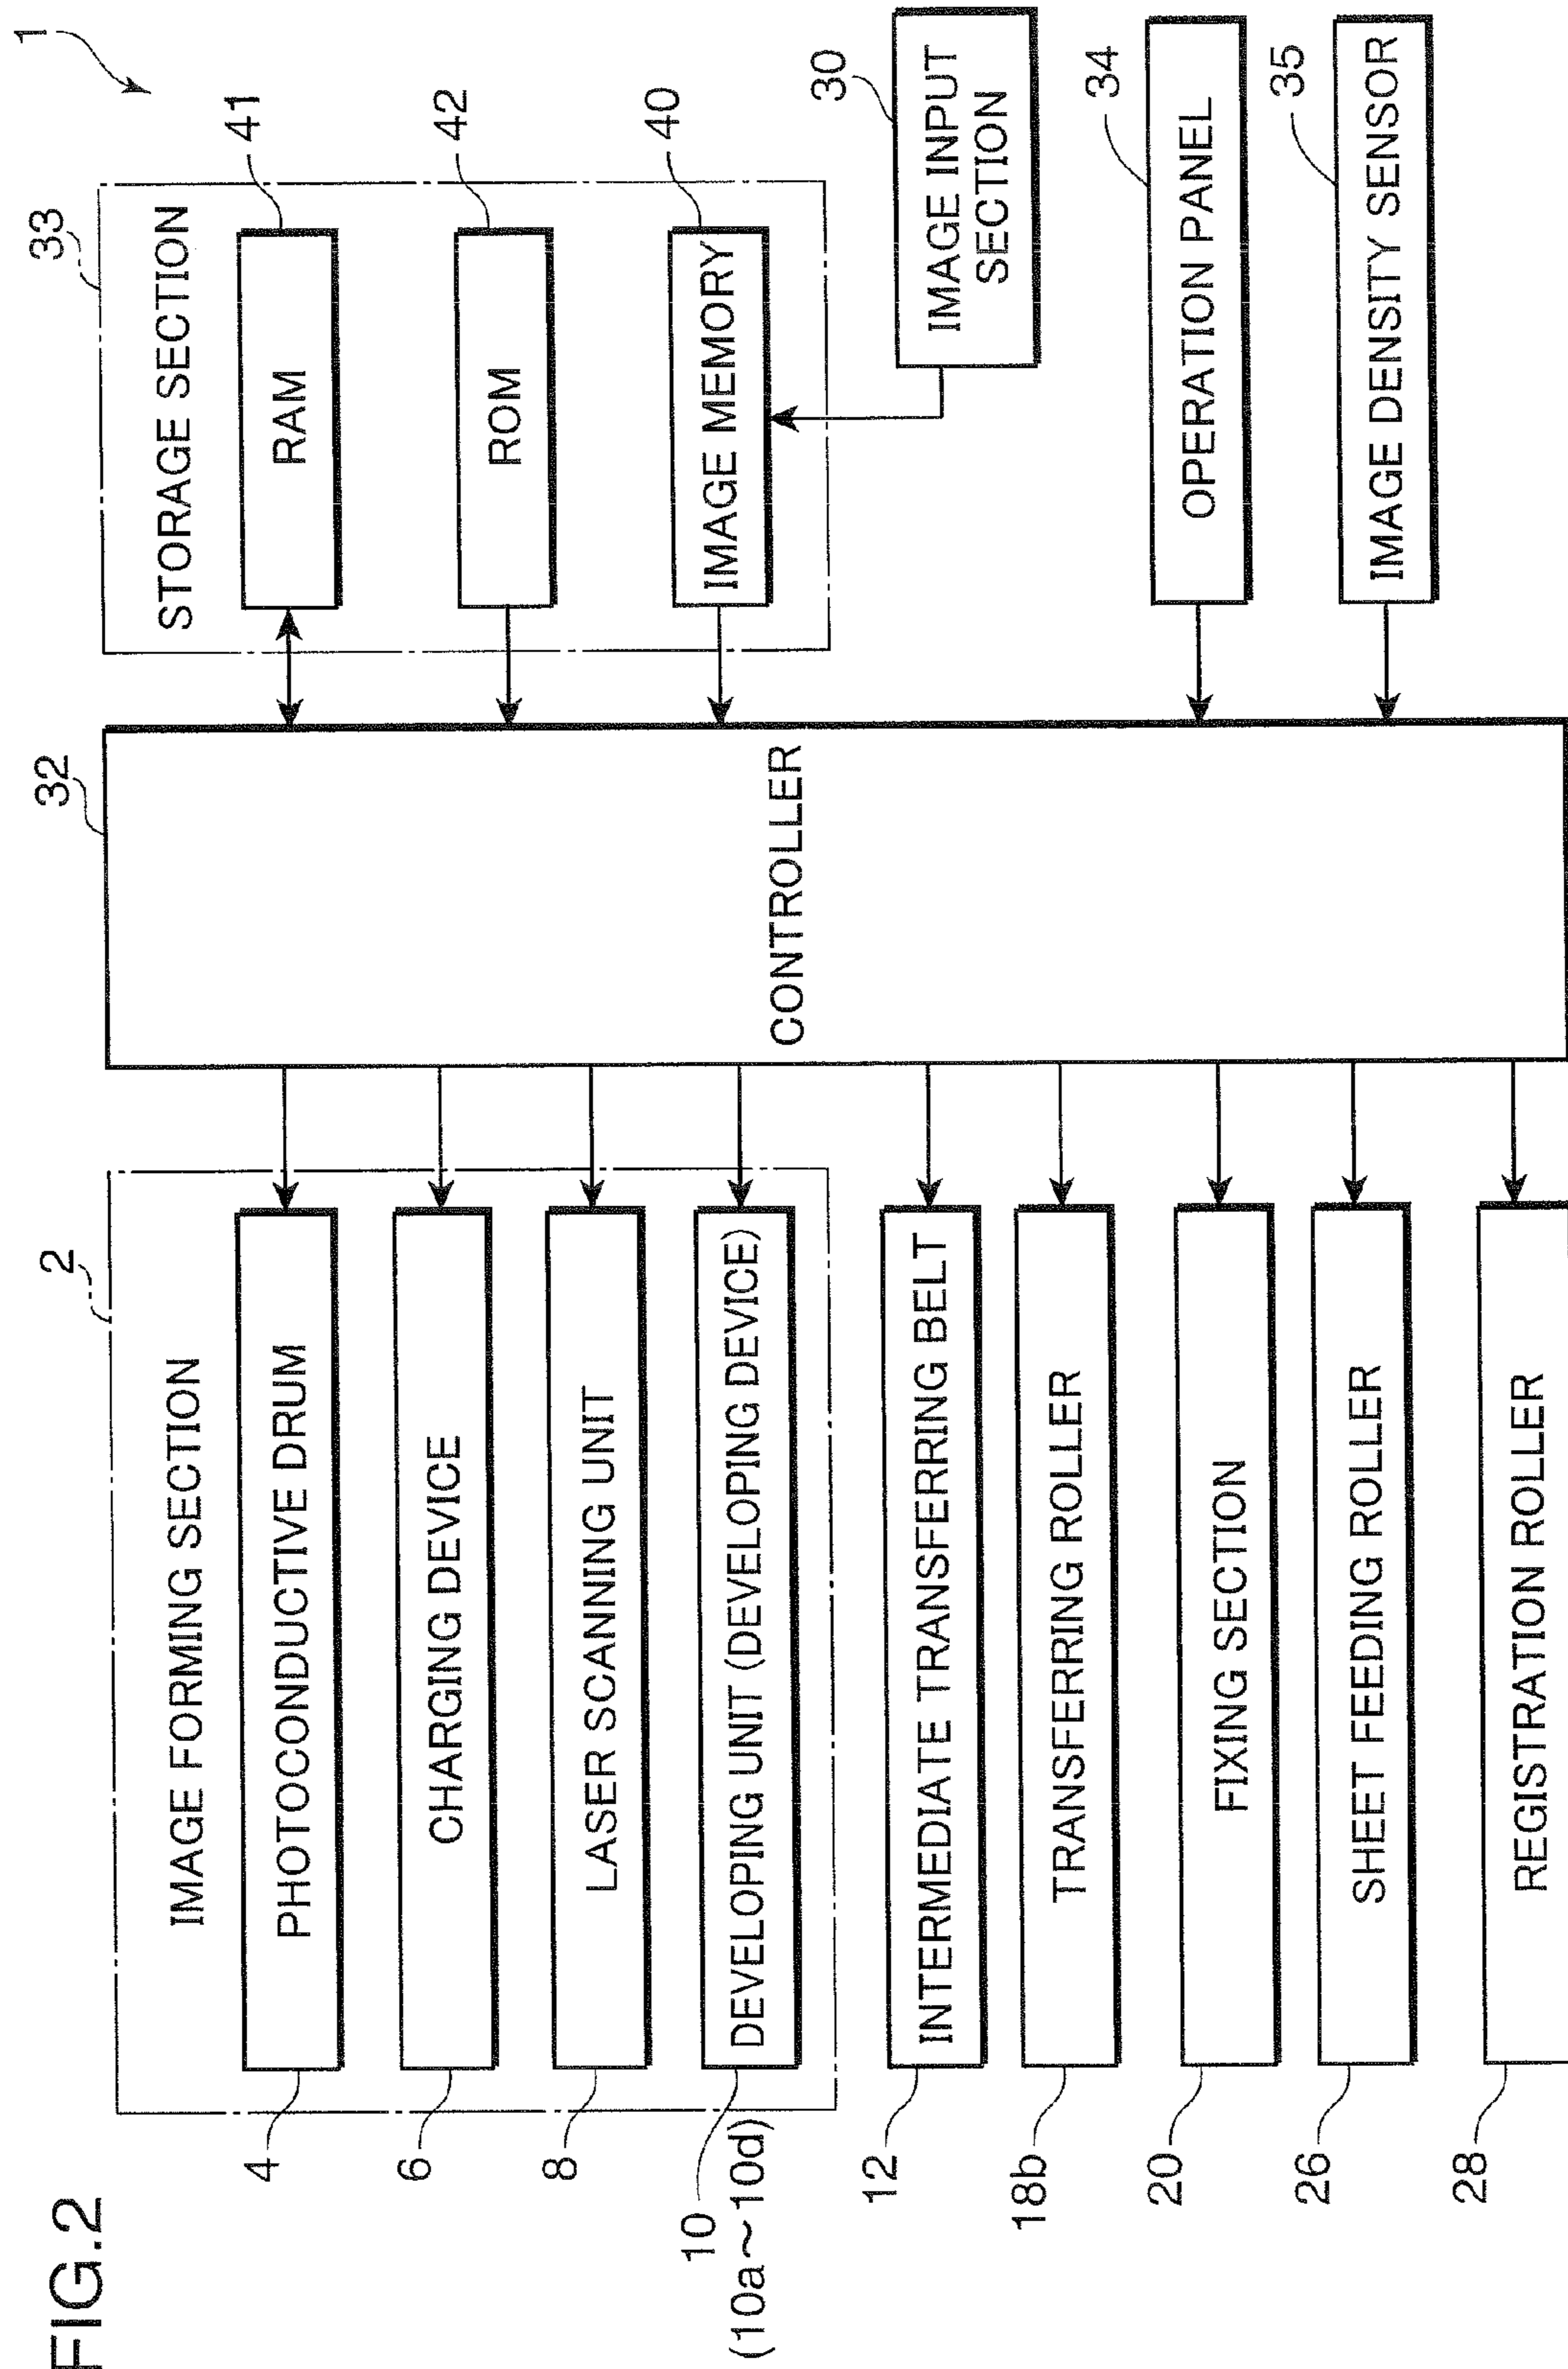 FIG.2
1
2
IMAGE FORMING SECTION
4
PHOTOCONDUCTIVE DRUM
6
CHARGING DEVICE
8
LASER SCANNING UNIT
10
(10a～10d)
DEVELOPING UNIT (DEVELOPING DEVICE)
12
INTERMEDIATE TRANSFERRING BELT
18b
TRANSFERRING ROLLER
20
FIXING SECTION
26
SHEET FEEDING ROLLER
28
REGISTRATION ROLLER
32
CONTROLLER
33
STORAGE SECTION
RAM
41
ROM
42
IMAGE MEMORY
40
30
IMAGE INPUT
SECTION
34
OPERATION PANEL
35
IMAGE DENSITY SENSOR